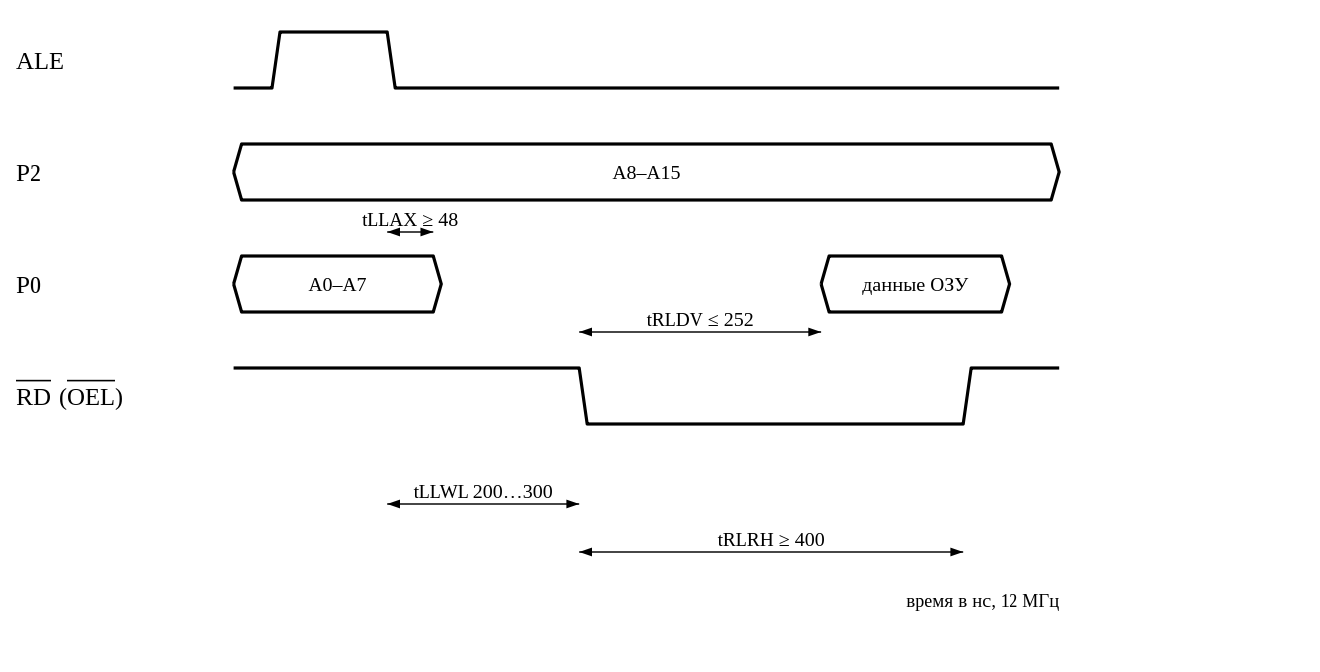 ALE
P2
A8–A15
tLLAX ≥ 48
P0
A0–A7
данные ОЗУ
tRLDV ≤ 252
RD (OEL)
tLLWL 200…300
tRLRH ≥ 400
время в нс, 12 МГц